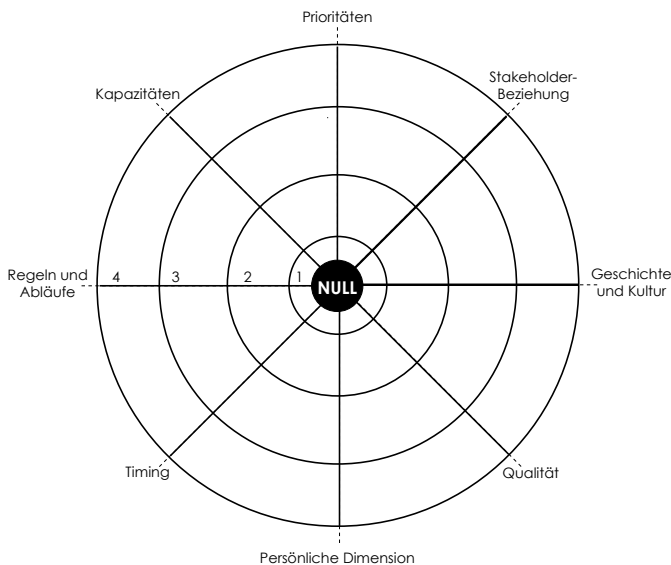 Prioritäten
Stakeholder-
Beziehung
Kapazitäten
Regeln und
Abläufe
4 3 2 1
NULL
Geschichte
und Kultur
Timing
Qualität
Persönliche Dimension